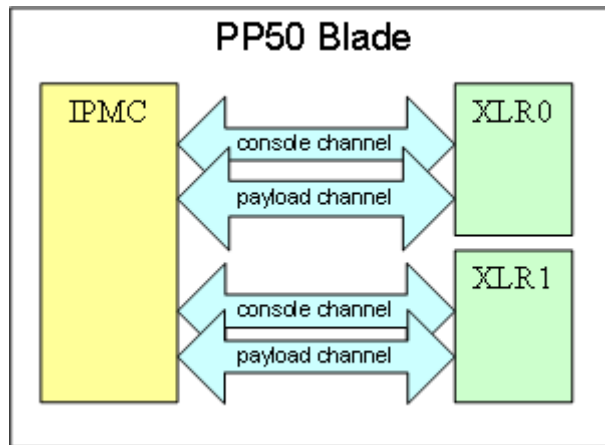 PP50 Blade
IPMC
XLR0
console channel
payload channel
XLR1
console channel
payload channel